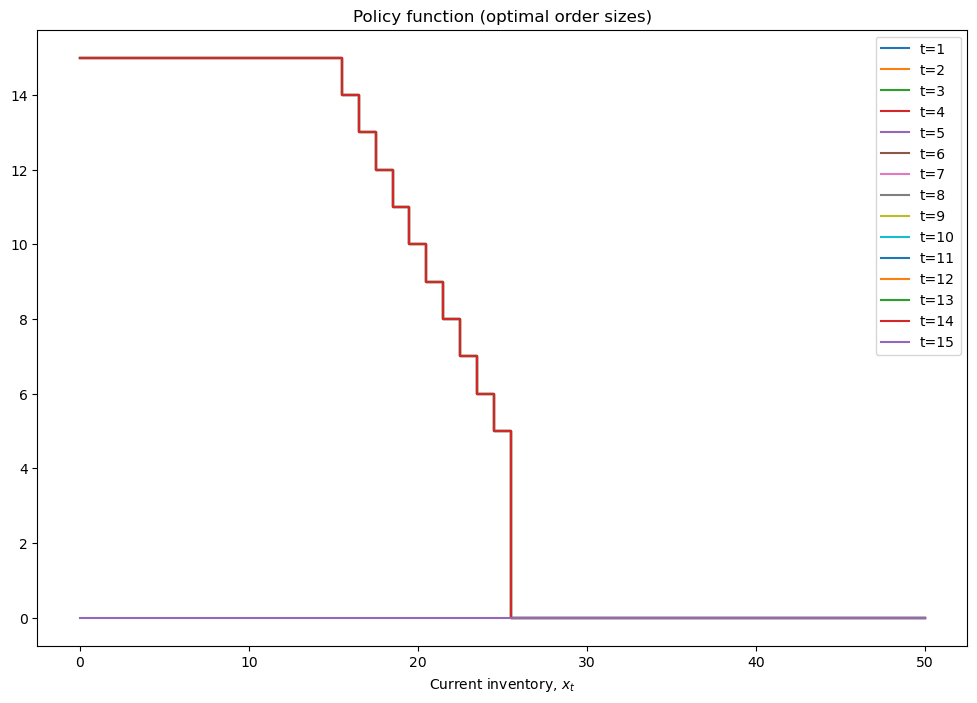 Policy function (optimal order sizes)
14
12
10
8
6
4
2
0
t=1
t=2
t=3
t=4
t=5
t=6
t=7
t=8
t=9
t=10
t=11
t=12
t=13
t=14
t=15
0 10 20 30 40 50
Current inventory, $x_t$